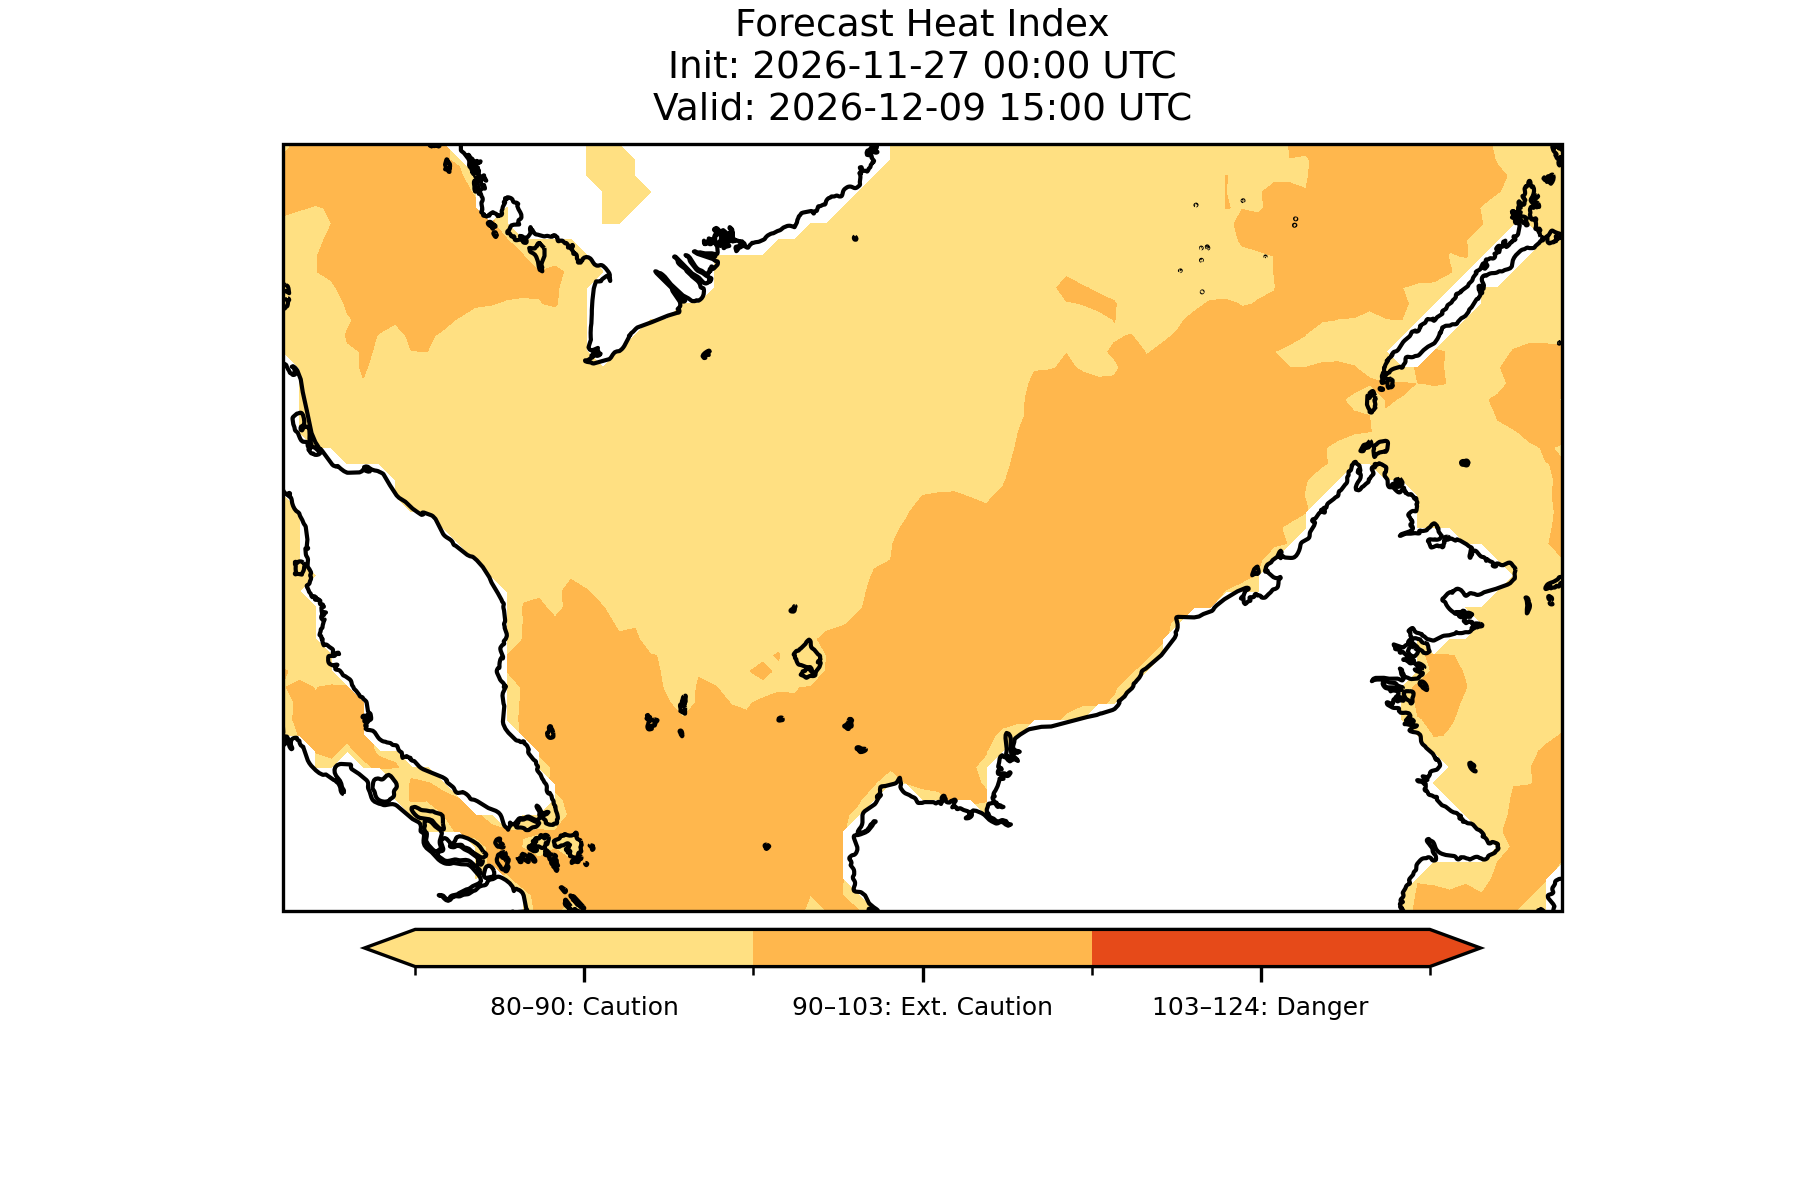 Forecast Heat Index
Init: 2026-11-27 00:00 UTC
Valid: 2026-12-09 15:00 UTC
80–90: Caution
90–103: Ext. Caution
103–124: Danger